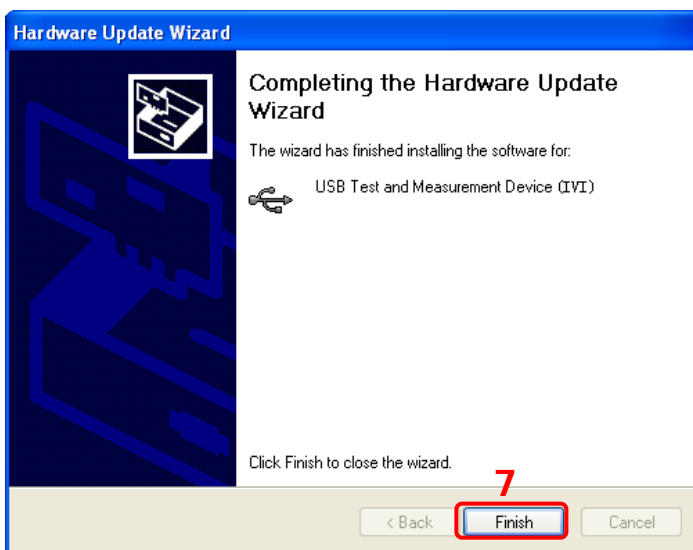 Hardware Update Wizard
Completing the Hardware Update
Wizard
The wizard has finished installing the software for:
USB Test and Measurement Device (IVI)
Click Finish to close the wizard.
7
< Back
Finish
Cancel